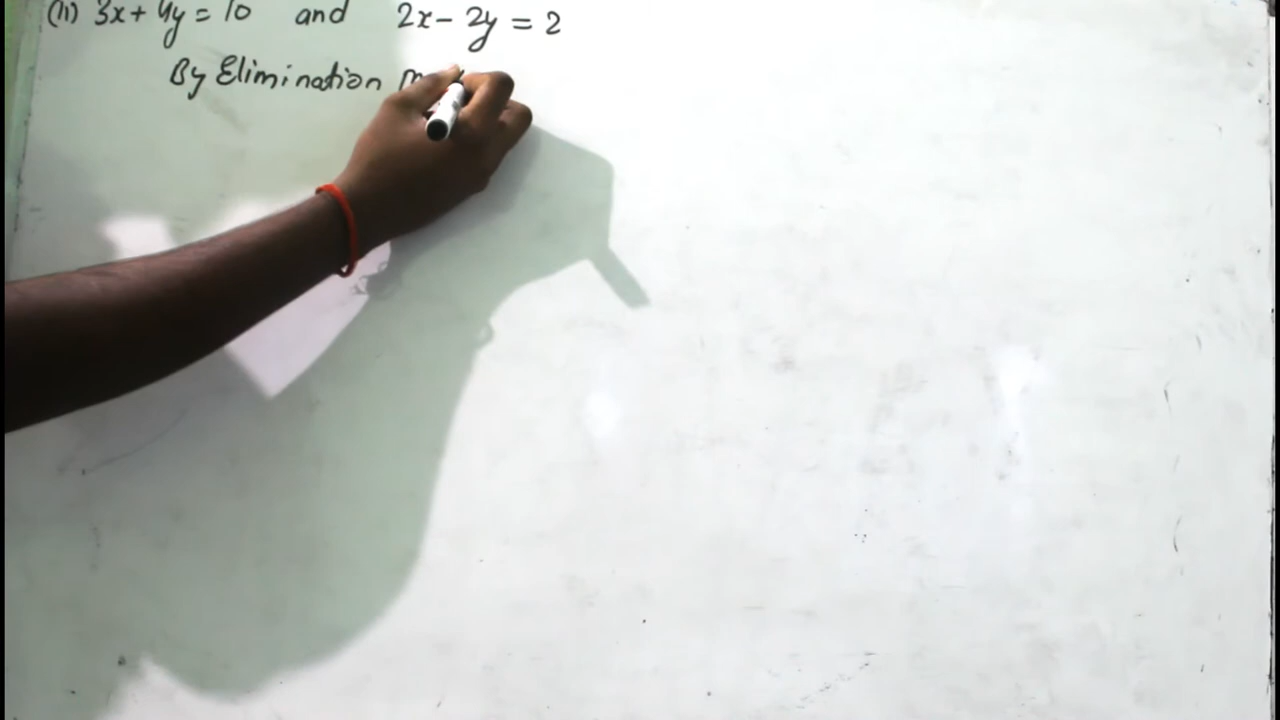 (ii) 3x + 4y = 10 and 2x - 2y = 2
By Elimination